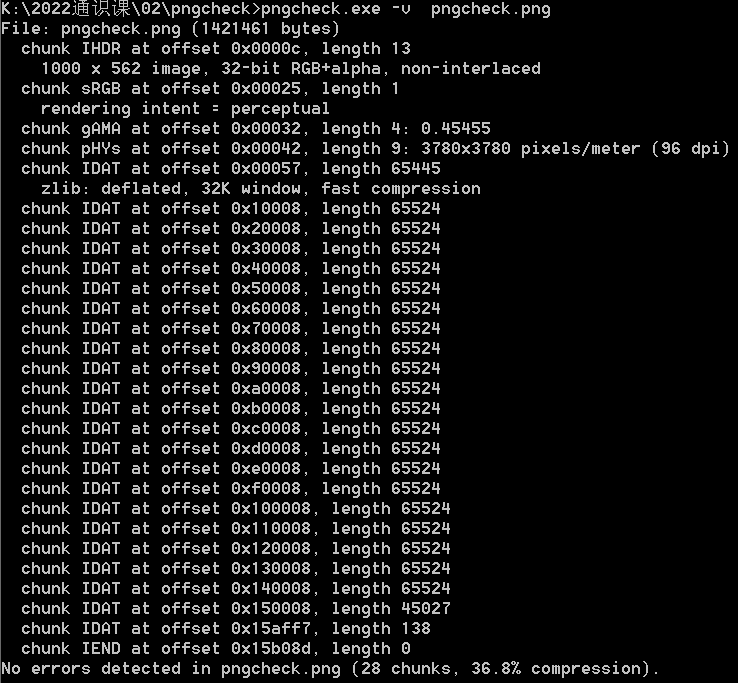 K:\2022通识课\02\pngcheck>pngcheck.exe -v pngcheck.png
File: pngcheck.png (1421461 bytes)
chunk IHDR at offset 0x0000c, length 13
1000 x 562 image, 32-bit RGB+alpha, non-interlaced
chunk sRGB at offset 0x00025, length 1
rendering intent = perceptual
chunk gAMA at offset 0x00032, length 4: 0.45455
chunk pHYs at offset 0x00042, length 9: 3780x3780 pixels/meter (96 dpi)
chunk IDAT at offset 0x00057, length 65445
zlib: deflated, 32K window, fast compression
chunk IDAT at offset 0x10008, length 65524
chunk IDAT at offset 0x20008, length 65524
chunk IDAT at offset 0x30008, length 65524
chunk IDAT at offset 0x40008, length 65524
chunk IDAT at offset 0x50008, length 65524
chunk IDAT at offset 0x60008, length 65524
chunk IDAT at offset 0x70008, length 65524
chunk IDAT at offset 0x80008, length 65524
chunk IDAT at offset 0x90008, length 65524
chunk IDAT at offset 0xa0008, length 65524
chunk IDAT at offset 0xb0008, length 65524
chunk IDAT at offset 0xc0008, length 65524
chunk IDAT at offset 0xd0008, length 65524
chunk IDAT at offset 0xe0008, length 65524
chunk IDAT at offset 0xf0008, length 65524
chunk IDAT at offset 0x100008, length 65524
chunk IDAT at offset 0x110008, length 65524
chunk IDAT at offset 0x120008, length 65524
chunk IDAT at offset 0x130008, length 65524
chunk IDAT at offset 0x140008, length 65524
chunk IDAT at offset 0x150008, length 45027
chunk IDAT at offset 0x15aff7, length 138
chunk IEND at offset 0x15b08d, length 0
No errors detected in pngcheck.png (28 chunks, 36.8% compression).